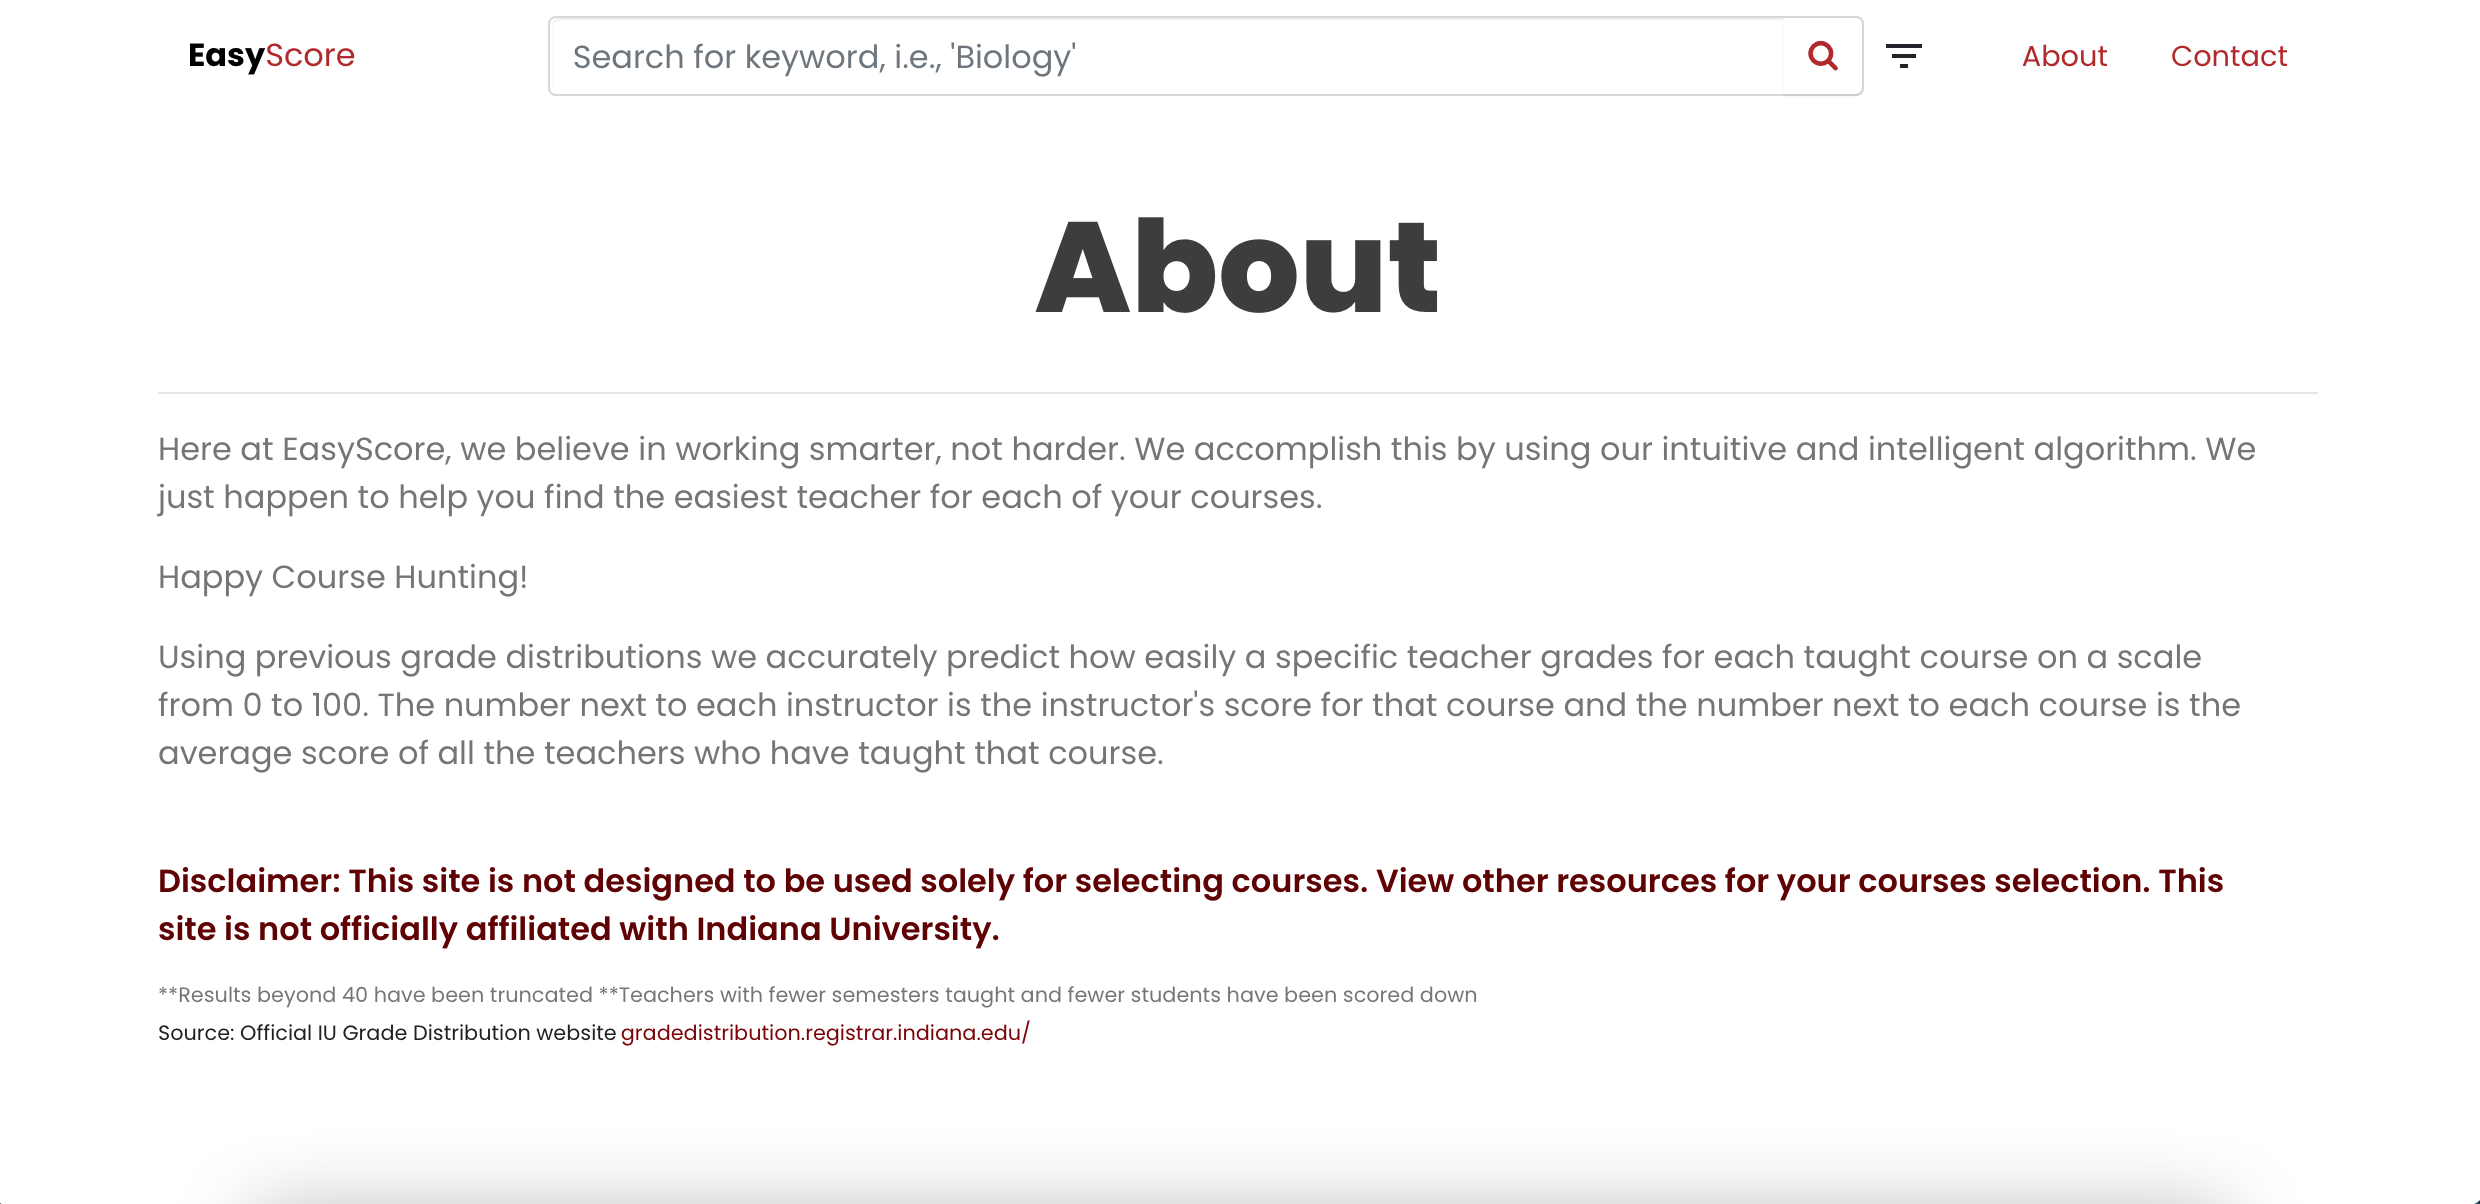 EasyScore
Search for keyword, i.e., 'Biology'
About
Contact
About
Here at EasyScore, we believe in working smarter, not harder. We accomplish this by using our intuitive and intelligent algorithm. We
just happen to help you find the easiest teacher for each of your courses.
Happy Course Hunting!
Using previous grade distributions we accurately predict how easily a specific teacher grades for each taught course on a scale
from 0 to 100. The number next to each instructor is the instructor's score for that course and the number next to each course is the
average score of all the teachers who have taught that course.
Disclaimer: This site is not designed to be used solely for selecting courses. View other resources for your courses selection. This
site is not officially affiliated with Indiana University.
**Results beyond 40 have been truncated **Teachers with fewer semesters taught and fewer students have been scored down
Source: Official IU Grade Distribution website gradedistribution.registrar.indiana.edu/